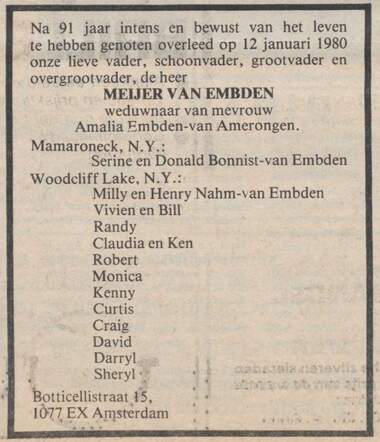 Na 91 jaar intens en bewust van het leven
te hebben genoten overleed op 12 januari 1980
onze lieve vader, schoonvader, grootvader en
overgrootvader, de heer
MEIJER VAN EMBDEN
weduwnaar van mevrouw
Amalia Embden-van Amerongen.
Mamaroneck, N.Y.:
Serine en Donald Bonnist-van Embden
Woodcliff Lake, N.Y.:
Milly en Henry Nahm-van Embden
Vivien en Bill
Randy
Claudia en Ken
Robert
Monica
Kenny
Curtis
Craig
David
Darryl
Sheryl
Botticellistraat 15,
1077 EX Amsterdam